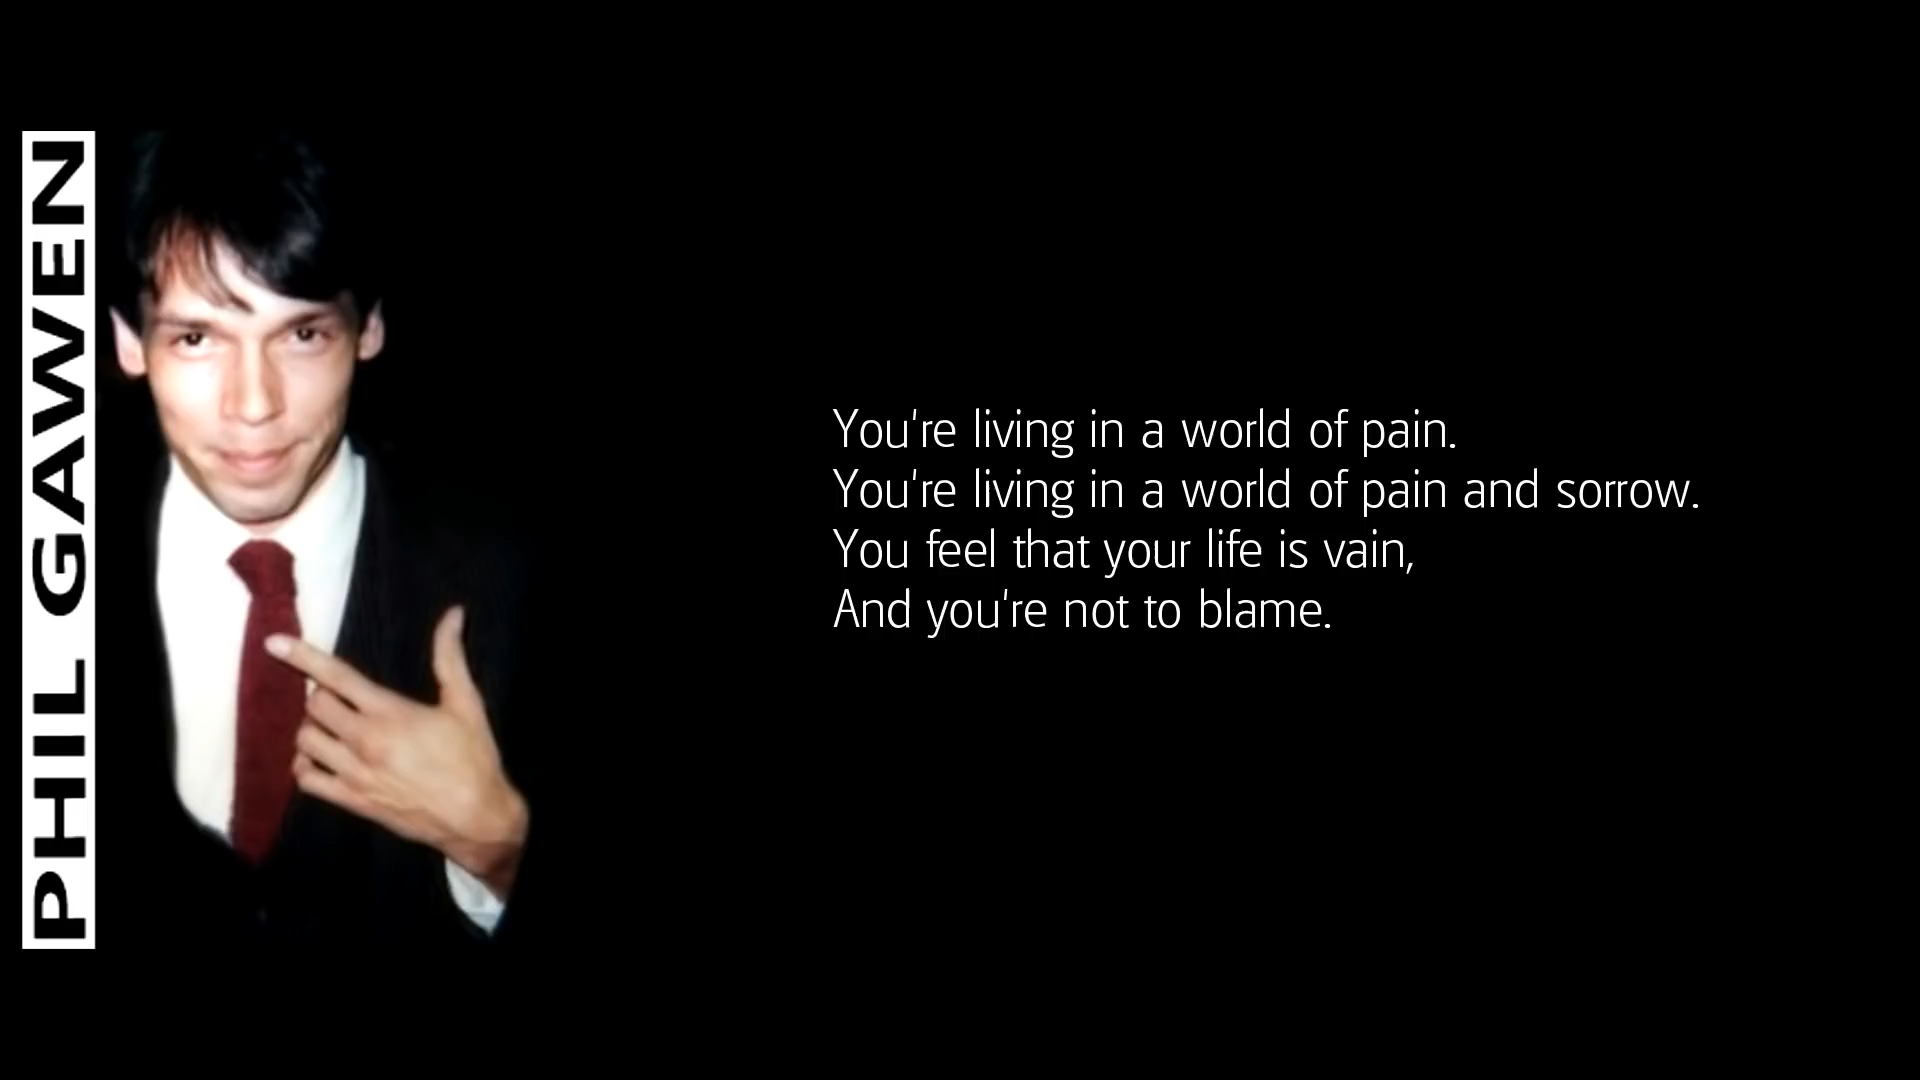 PHIL GAWEN
You're living in a world of pain.
You're living in a world of pain and sorrow.
You feel that your life is vain,
And you're not to blame.